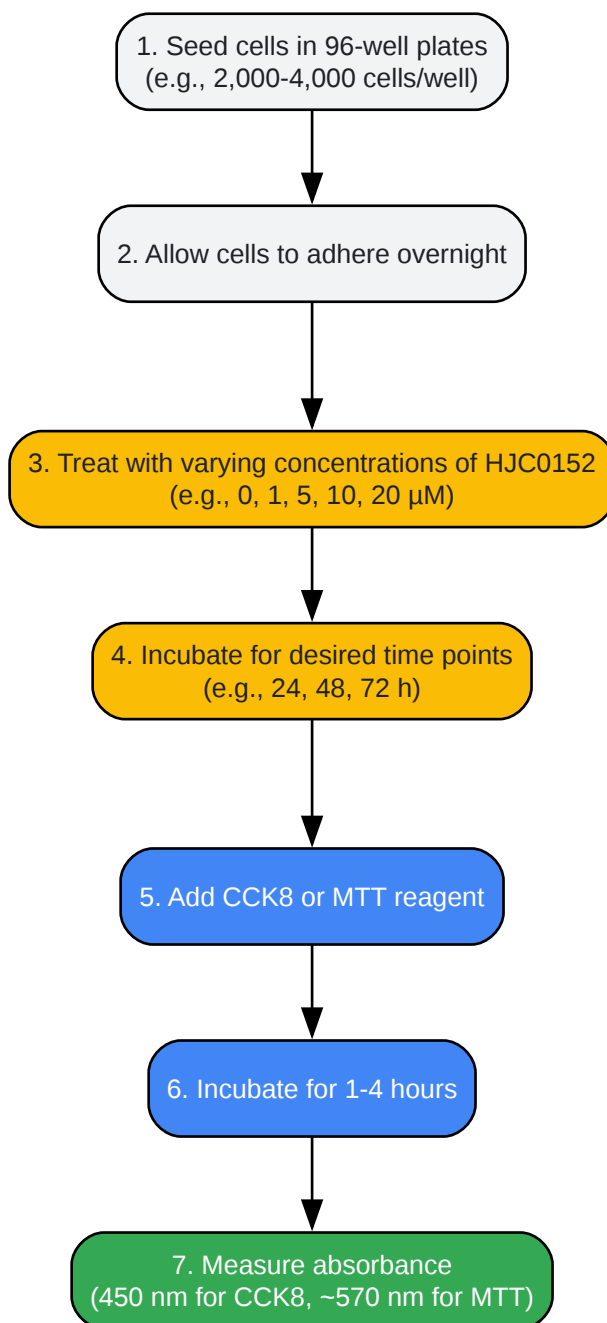 1. Seed cells in 96-well plates
(e.g., 2,000-4,000 cells/well)
2. Allow cells to adhere overnight
3. Treat with varying concentrations of HJC0152
(e.g., 0, 1, 5, 10, 20 µM)
4. Incubate for desired time points
(e.g., 24, 48, 72 h)
5. Add CCK8 or MTT reagent
6. Incubate for 1-4 hours
7. Measure absorbance
(450 nm for CCK8, ~570 nm for MTT)